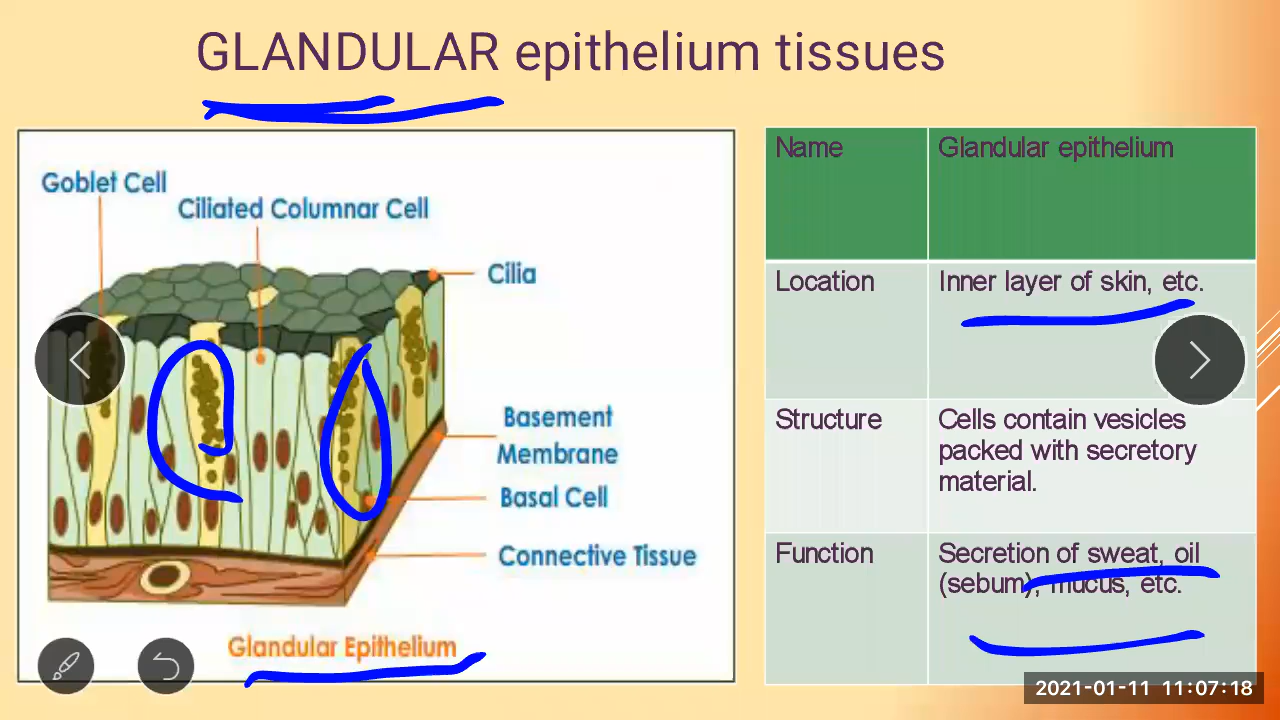 GLANDULAR epithelium tissues
Goblet Cell
Ciliated Columnar Cell
Cilia
Basement
Membrane
Basal Cell
Connective Tissue
Glandular Epithelium
Name
Glandular epithelium
Location
Inner layer of skin, etc.
Structure
Cells contain vesicles
packed with secretory
material.
Function
Secretion of sweat, oil
(sebum), mucus, etc.
2021-01-11 11:07:18